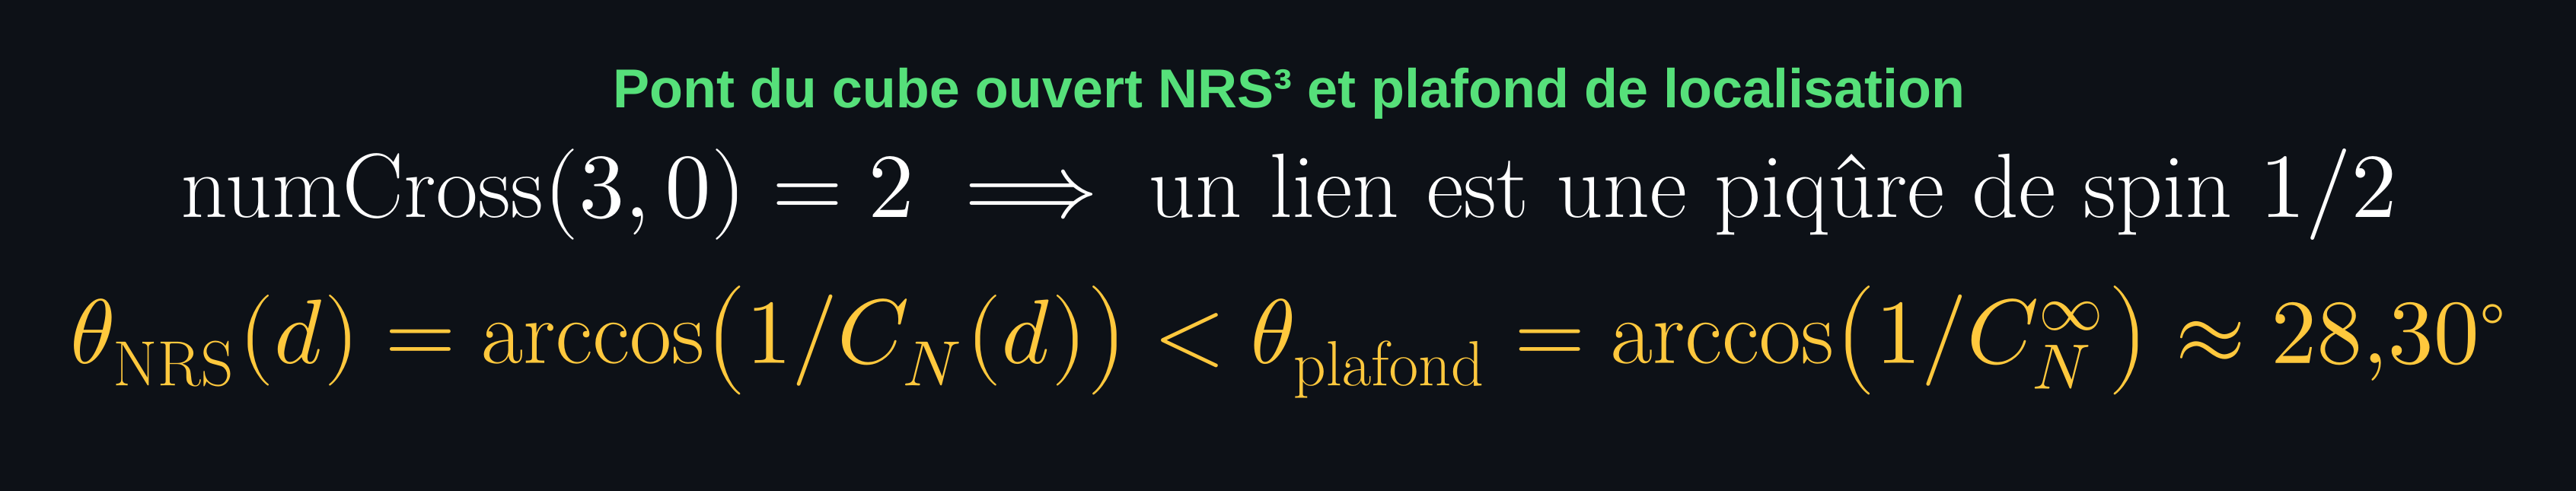 Pont du cube ouvert NRS³ et plafond de localisation
numCross(3, 0) = 2 ⟹ un lien est une piqûre de spin 1/2
θ_NRS(d) = arccos(1/C_N(d)) < θ_plafond = arccos(1/C_N^∞) ≈ 28,30°